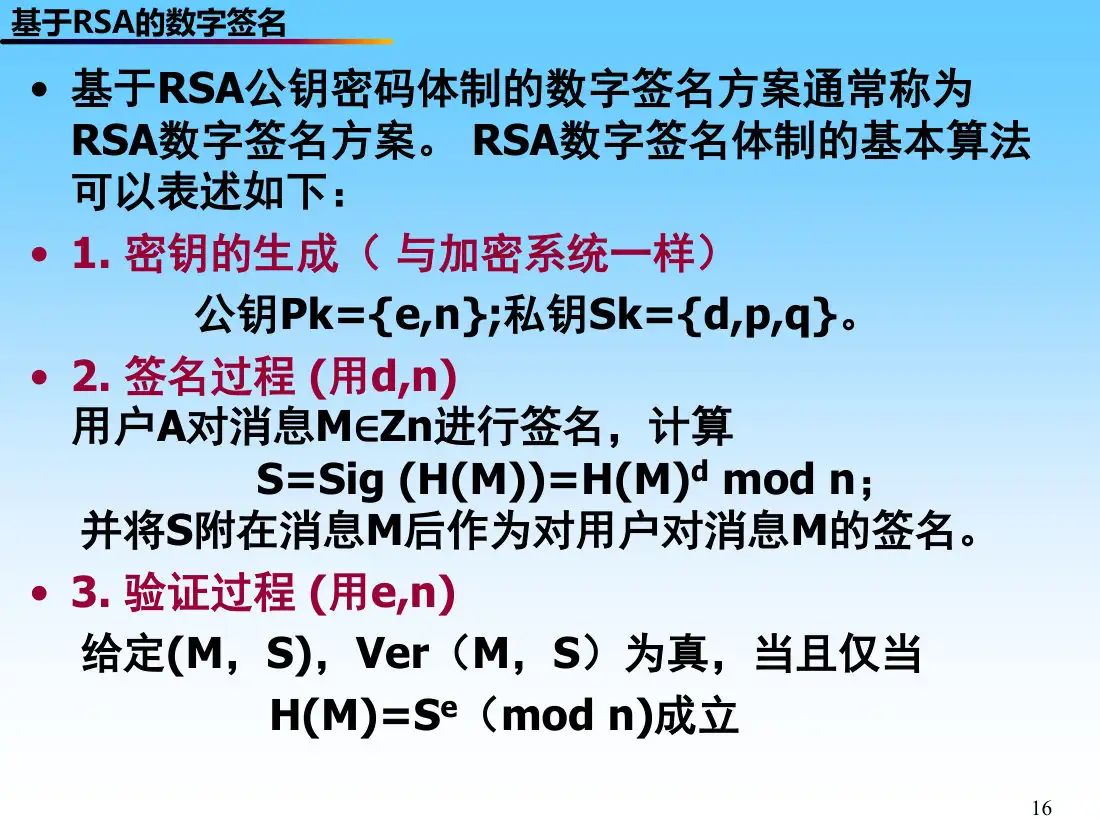 基于RSA的数字签名
• 基于RSA公钥密码体制的数字签名方案通常称为
RSA数字签名方案。 RSA数字签名体制的基本算法
可以表述如下：
• 1. 密钥的生成（ 与加密系统一样）
公钥Pk={e,n};私钥Sk={d,p,q}。
• 2. 签名过程 (用d,n)
用户A对消息M∈Zn进行签名，计算
S=Sig (H(M))=H(M)ᵈ mod n；
并将S附在消息M后作为对用户对消息M的签名。
• 3. 验证过程 (用e,n)
给定(M，S)，Ver（M，S）为真，当且仅当
H(M)=Sᵉ（mod n)成立
16